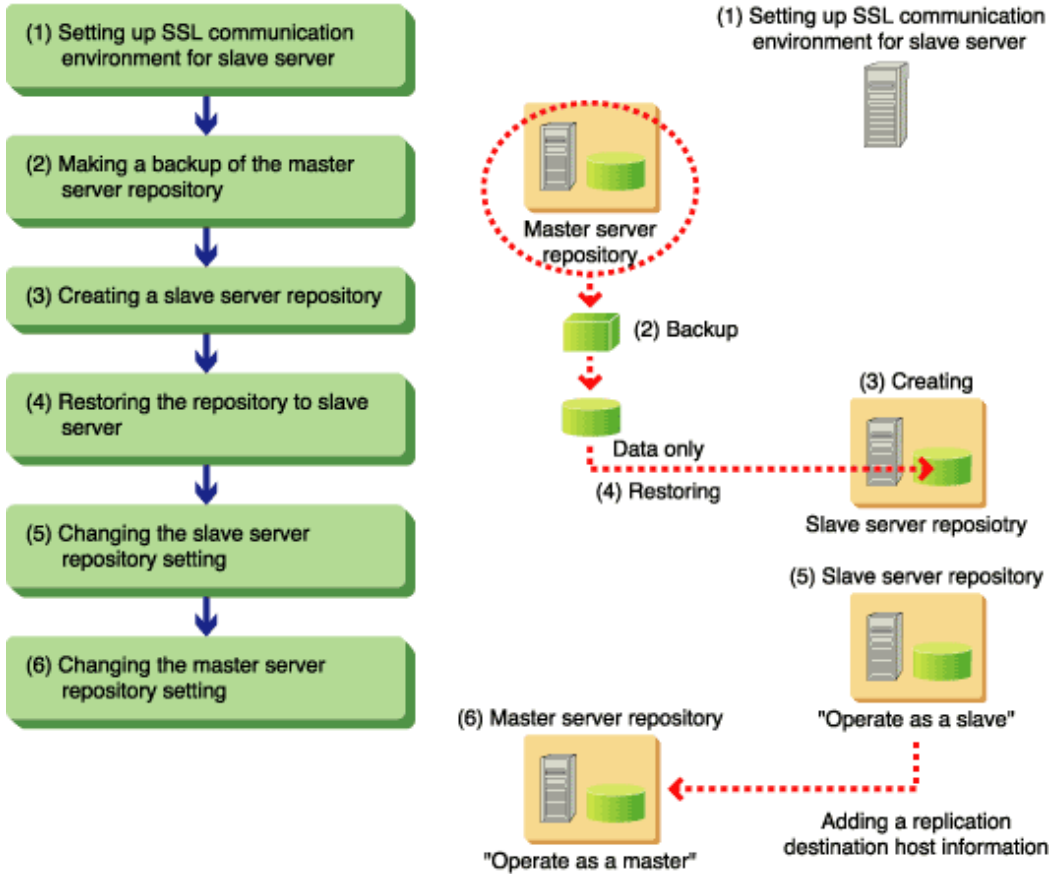 (1) Setting up SSL communication
environment for slave server
(2) Making a backup of the master
server repository
(3) Creating a slave server repository
(4) Restoring the repository to slave
server
(5) Changing the slave server
repository setting
(6) Changing the master server
repository setting
(1) Setting up SSL communication
environment for slave server
Master server
repository
(2) Backup
Data only
(4) Restoring
(3) Creating
Slave server reposiotry
(5) Slave server repository
"Operate as a slave"
(6) Master server repository
"Operate as a master"
Adding a replication
destination host information